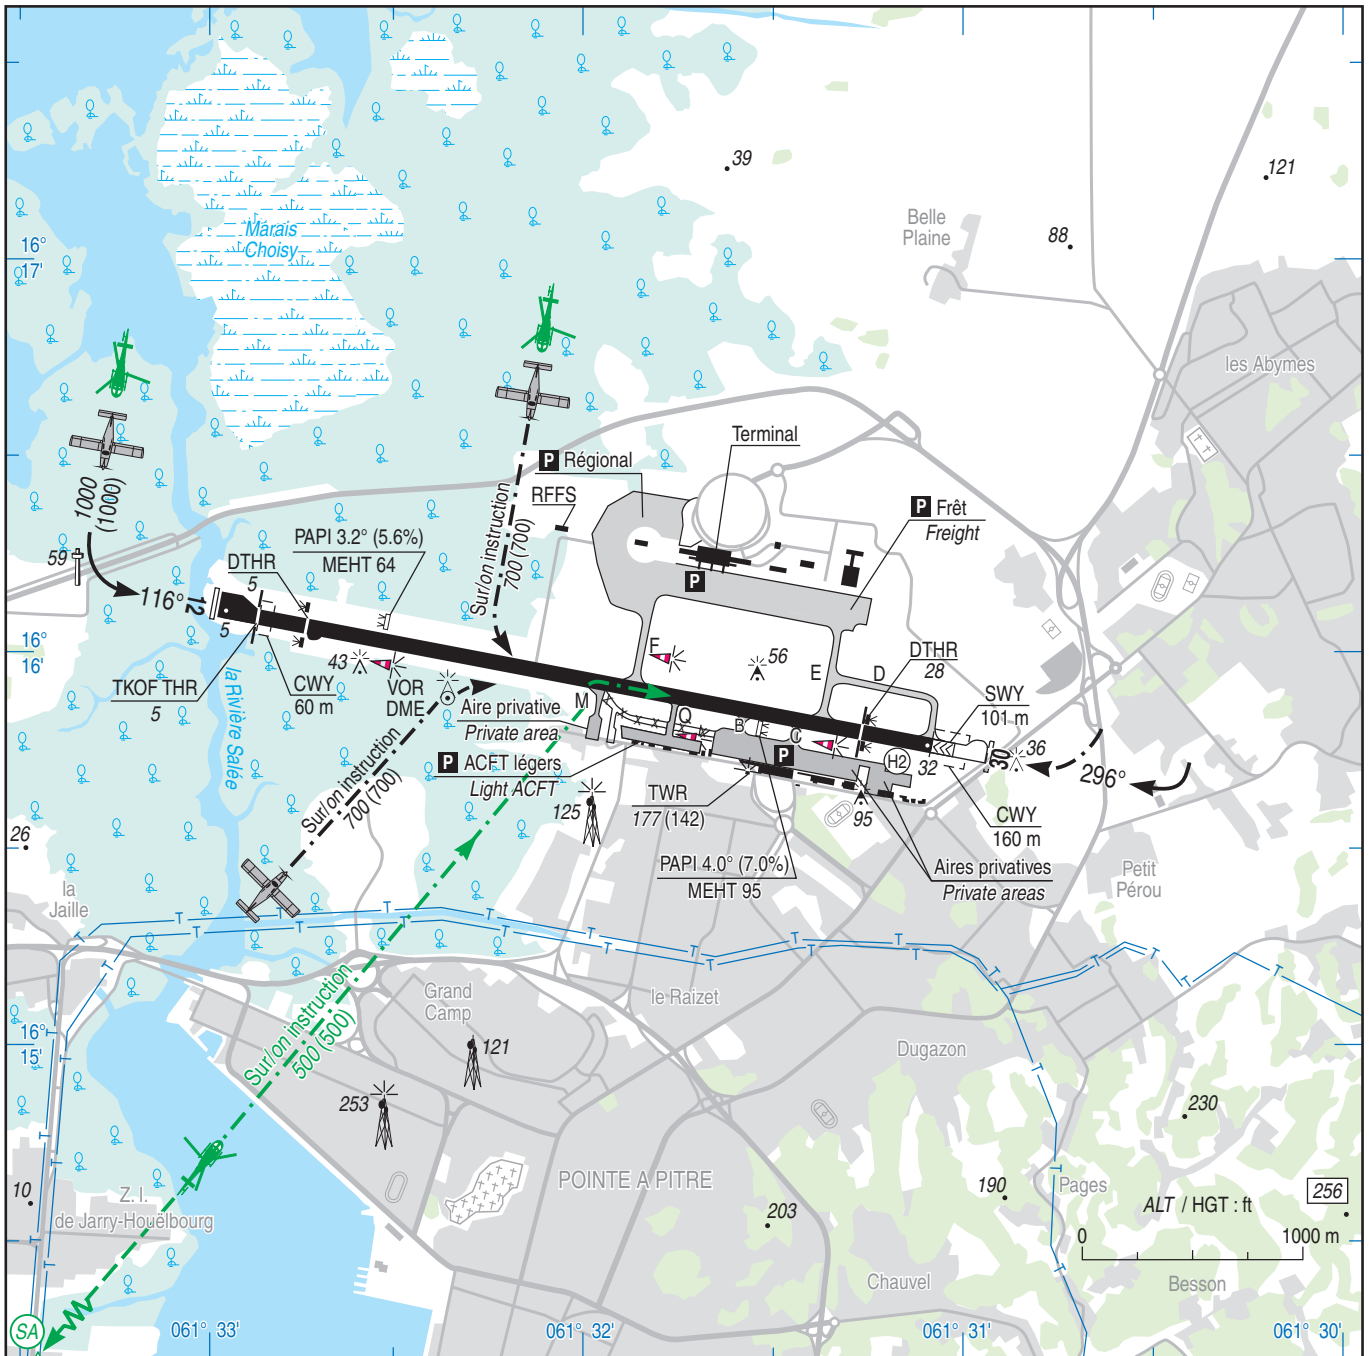 39
121
Belle
Plaine
88
Marais
Choisy
16°
17'
les Abymes
Terminal
P Régional
RFFS
P Frêt
Freight
1000
(1000)
PAPI 3.2° (5.6%)
MEHT 64
Sur/on instruction
700 (700)
59
DTHR
5
P
116°
12
5
16°
16'
43
F
56
E
D
DTHR
28
SWY
101 m
TKOF THR
5
CWY
60 m
VOR
DME
la Rivière Salée
Aire privative
Private area
M
Q
B
C
P
H2
32
30
36
296°
P ACFT légers
Light ACFT
Sur/on instruction
700 (700)
125
TWR
177 (142)
95
CWY
160 m
26
PAPI 4.0° (7.0%)
MEHT 95
Aires privatives
Private areas
Petit
Pérou
la
Jaille
T T T T T T T T T T T T T T T T T T T T
Grand
Camp
le Raizet
Sur/on instruction
500 (500)
16°
15'
121
Dugazon
253
230
POINTE A PITRE
190
Pages
256
10
Z. I.
de Jarry-Houëlbourg
203
ALT / HGT : ft
0
1000 m
Chauvel
Besson
SA
061° 33'
061° 32'
061° 31'
061° 30'